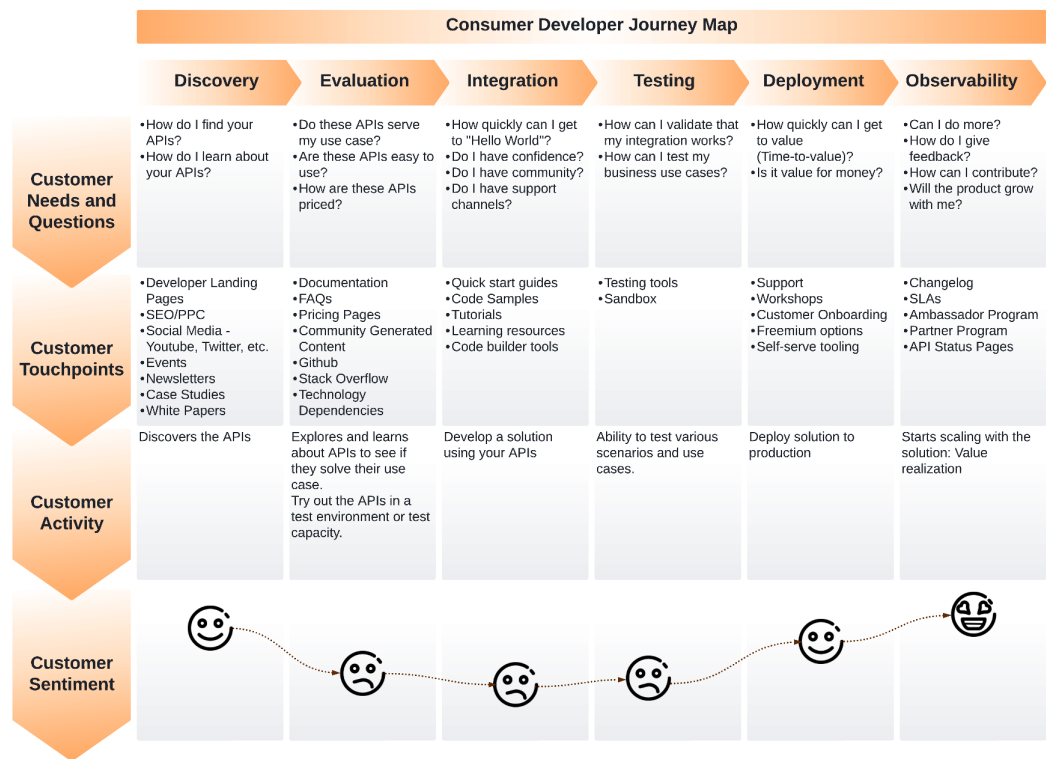 Consumer Developer Journey Map
Discovery
Evaluation
Integration
Testing
Deployment
Observability
Customer
Needs and
Questions
•How do I find your
APIs?
•How do I learn about
your APIs?
•Do these APIs serve
my use case?
•Are these APIs easy to
use?
•How are these APIs
priced?
•How quickly can I get
to "Hello World"?
•Do I have confidence?
•Do I have community?
•Do I have support
channels?
•How can I validate that
my integration works?
•How can I test my
business use cases?
•How quickly can I get
to value
(Time-to-value)?
•Is it value for money?
•Can I do more?
•How do I give
feedback?
•How can I contribute?
•Will the product grow
with me?
Customer
Touchpoints
•Developer Landing
Pages
•SEO/PPC
•Social Media -
Youtube, Twitter, etc.
•Events
•Newsletters
•Case Studies
•White Papers
•Documentation
•FAQs
•Pricing Pages
•Community Generated
Content
•Github
•Stack Overflow
•Technology
Dependencies
•Quick start guides
•Code Samples
•Tutorials
•Learning resources
•Code builder tools
•Testing tools
•Sandbox
•Support
•Workshops
•Customer Onboarding
•Freemium options
•Self-serve tooling
•Changelog
•SLAs
•Ambassador Program
•Partner Program
•API Status Pages
Customer
Activity
Discovers the APIs
Explores and learns
about APIs to see if
they solve their use
case.
Try out the APIs in a
test environment or test
capacity.
Develop a solution
using your APIs
Ability to test various
scenarios and use
cases.
Deploy solution to
production
Starts scaling with the
solution: Value
realization
Customer
Sentiment